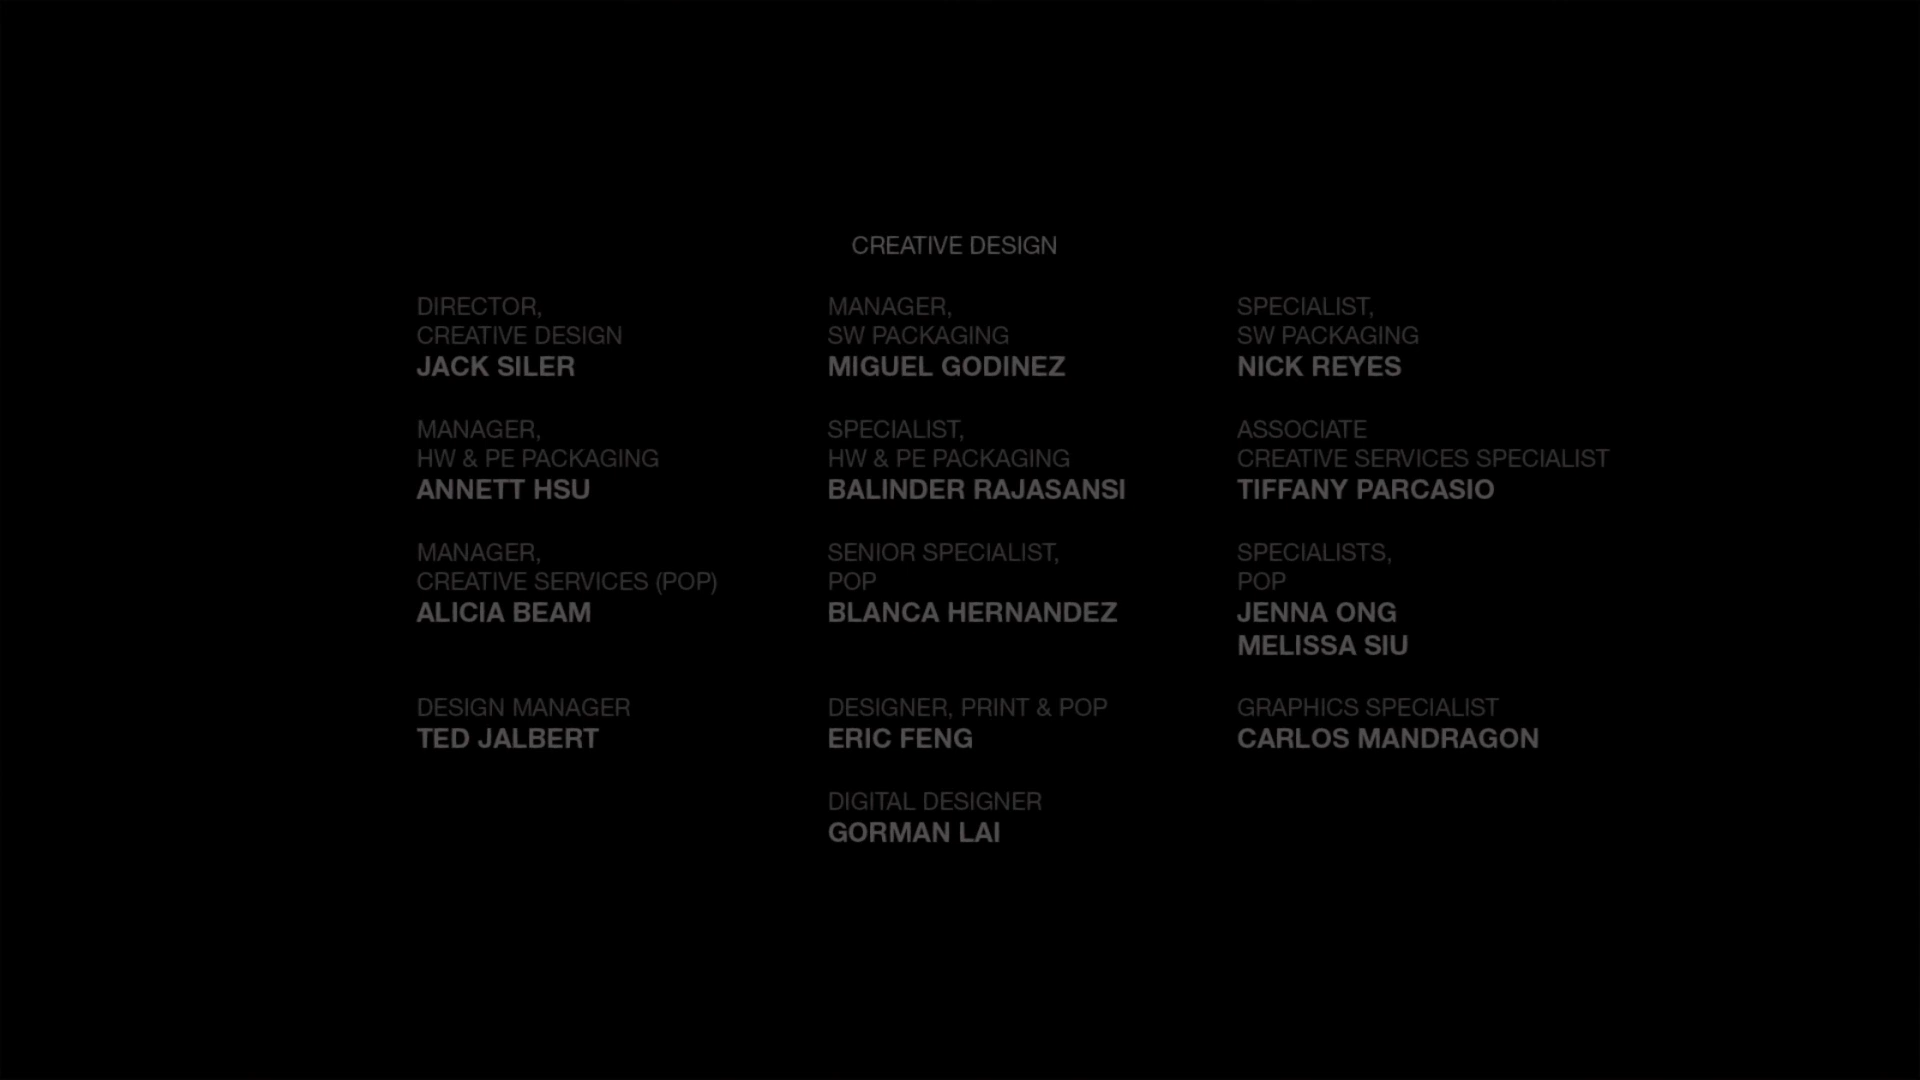 CREATIVE DESIGN
DIRECTOR,
CREATIVE DESIGN
JACK SILER
MANAGER,
SW PACKAGING
MIGUEL GODINEZ
SPECIALIST,
SW PACKAGING
NICK REYES
MANAGER,
HW & PE PACKAGING
ANNETT HSU
SPECIALIST,
HW & PE PACKAGING
BALINDER RAJASANSI
ASSOCIATE
CREATIVE SERVICES SPECIALIST
TIFFANY PARCASIO
MANAGER,
CREATIVE SERVICES (POP)
ALICIA BEAM
SENIOR SPECIALIST,
POP
BLANCA HERNANDEZ
SPECIALISTS,
POP
JENNA ONG
MELISSA SIU
DESIGN MANAGER
TED JALBERT
DESIGNER, PRINT & POP
ERIC FENG
GRAPHICS SPECIALIST
CARLOS MANDRAGON
DIGITAL DESIGNER
GORMAN LAI